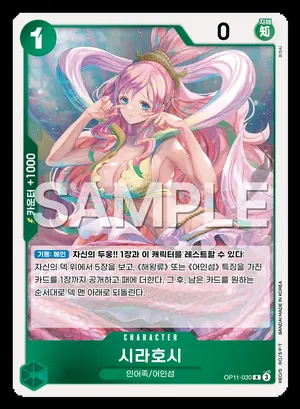 1
0
지혜
知
카운터 +1000
SAMPLE
기동: 메인 자신의 두웅!! 1장과 이 캐릭터를 레스트할 수 있다:
자신의 덱 위에서 5장을 보고, 《해왕류》 또는 《어인섬》 특징을 가진
카드를 1장까지 공개하고 패에 더한다. 그 후, 남은 카드를 원하는
순서대로 덱 맨 아래로 되돌린다.
CHARACTER
시라호시
인어족/어인섬
OP11-030 R
BANDAI MADE IN KOREA